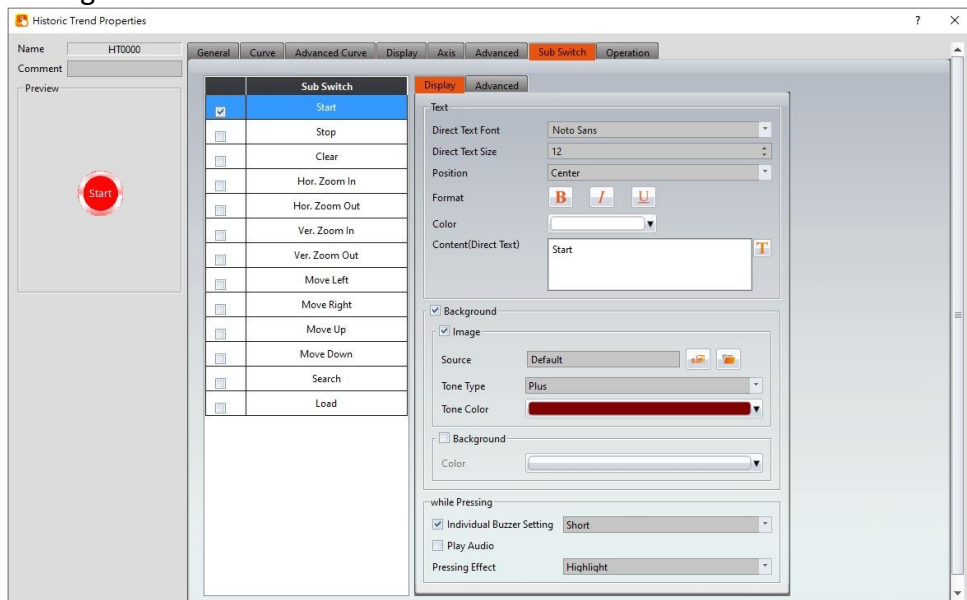 Historic Trend Properties ? X
Name HT0000
Comment
Preview
Start
General Curve Advanced Curve Display Axis Advanced Sub Switch Operation
Sub Switch
Start
Stop
Clear
Hor. Zoom In
Hor. Zoom Out
Ver. Zoom In
Ver. Zoom Out
Move Left
Move Right
Move Up
Move Down
Search
Load
Display Advanced
Text
Direct Text Font Noto Sans
Direct Text Size 12
Position Center
Format B I U
Color
Content(Direct Text) Start T
Background
Image
Source Default
Tone Type Plus
Tone Color
Background
Color
while Pressing
Individual Buzzer Setting Short
Play Audio
Pressing Effect Highlight